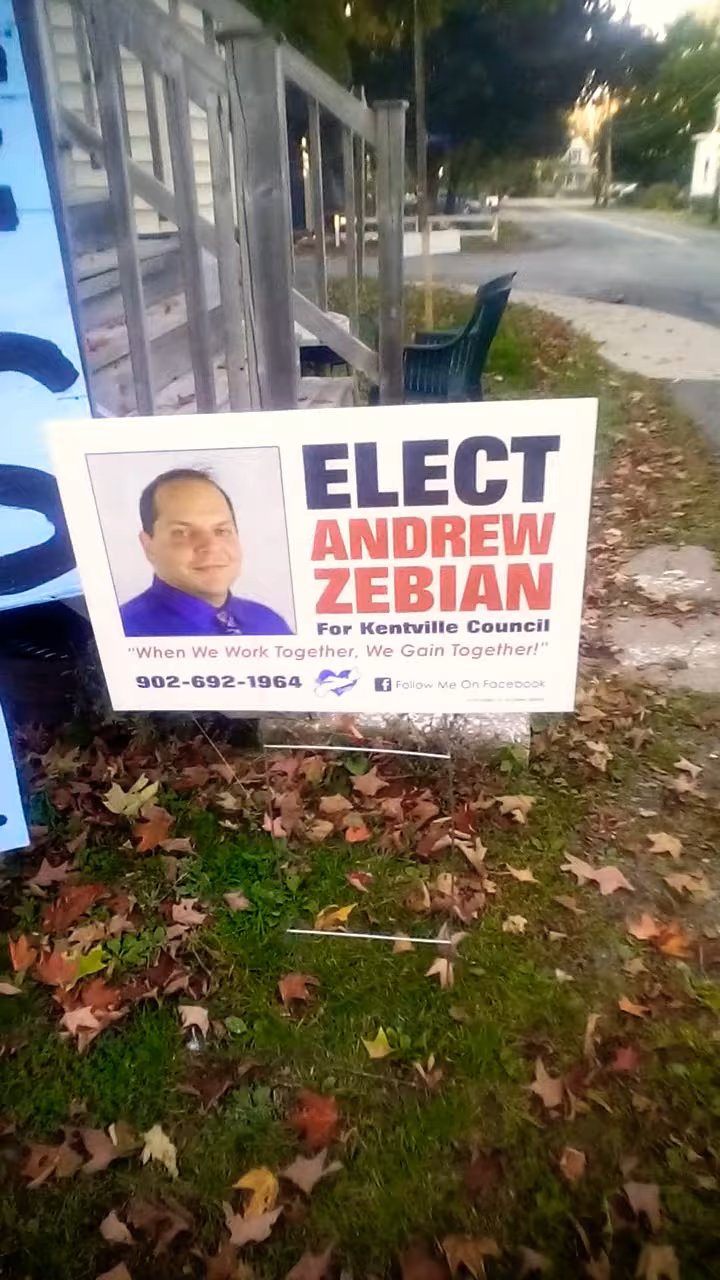 ELECT
ANDREW
ZEBIAN
For Kentville Council
"When We Work Together, We Gain Together!"
902-692-1964
f Follow Me On Facebook